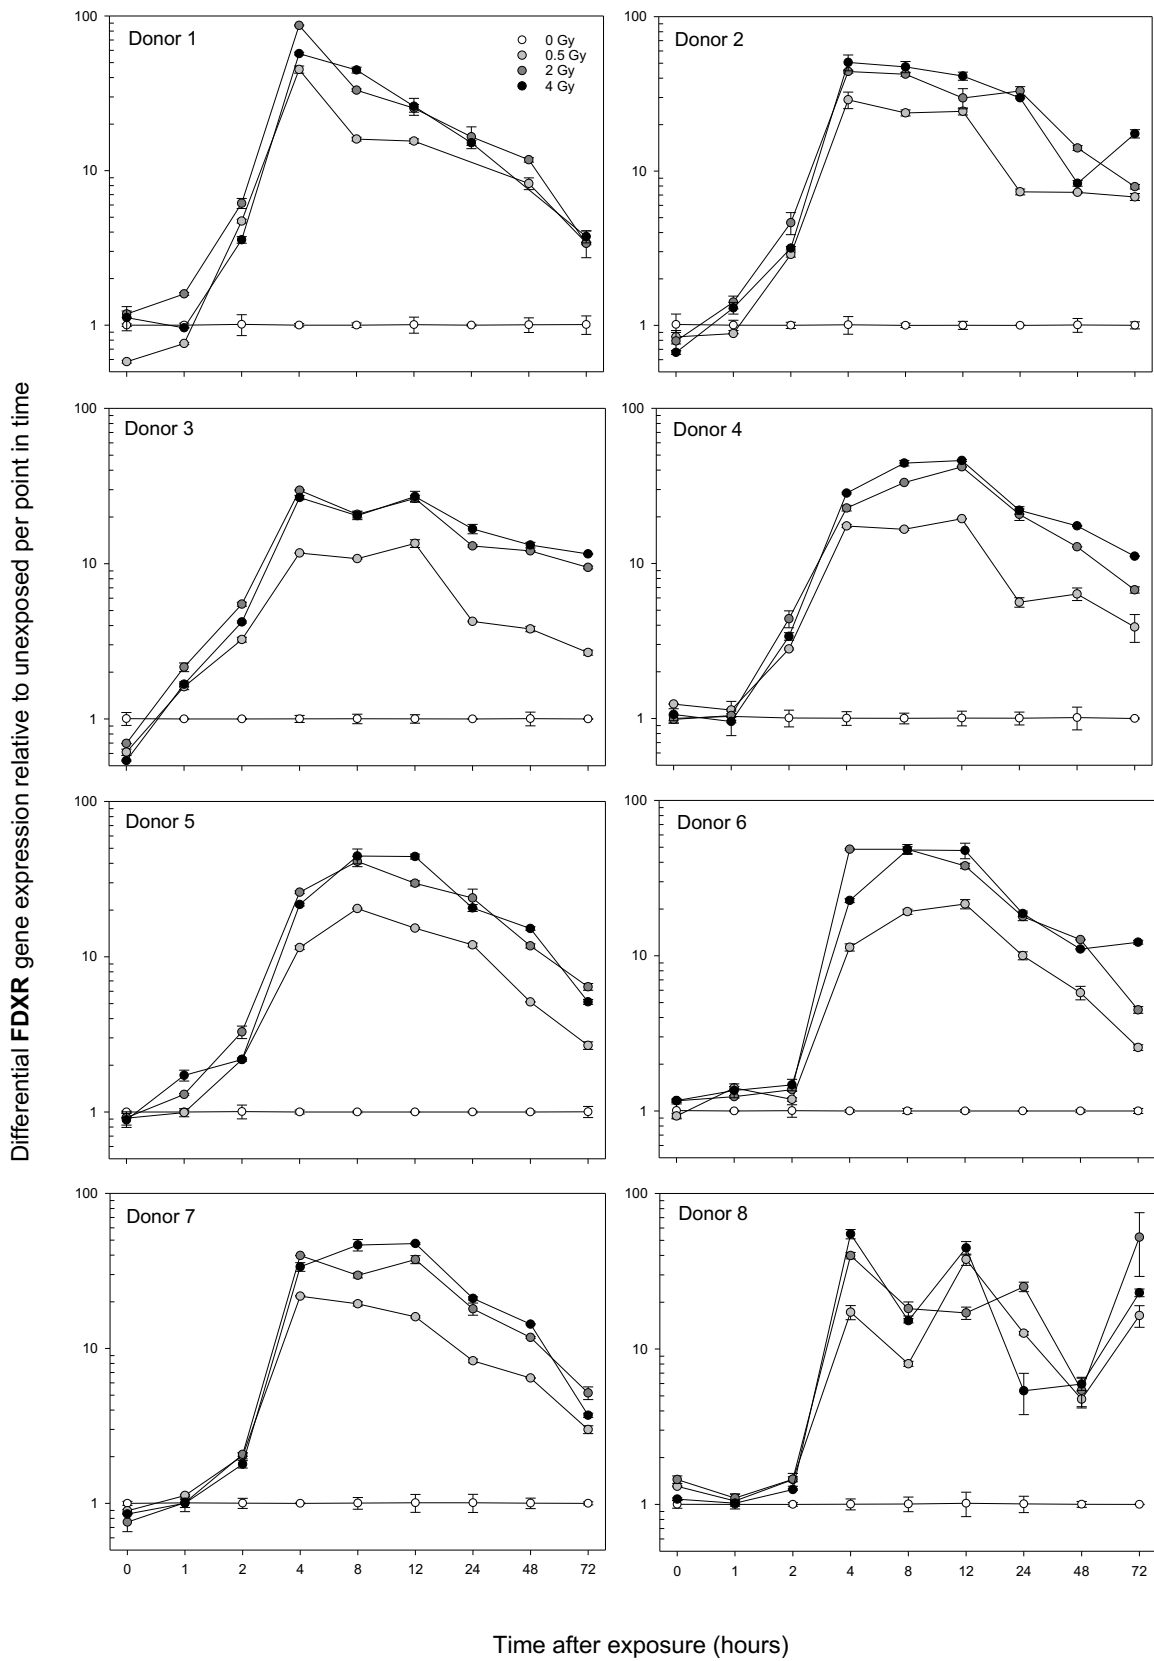 Donor 1
0 Gy
0.5 Gy
2 Gy
4 Gy
100
10
1
Donor 2
100
10
1
Donor 3
100
10
1
Donor 4
100
10
1
Donor 5
100
10
1
Donor 6
100
10
1
Donor 7
100
10
1
0 1 2 4 8 12 24 48 72
Donor 8
100
10
1
0 1 2 4 8 12 24 48 72
Differential FDXR gene expression relative to unexposed per point in time
Time after exposure (hours)